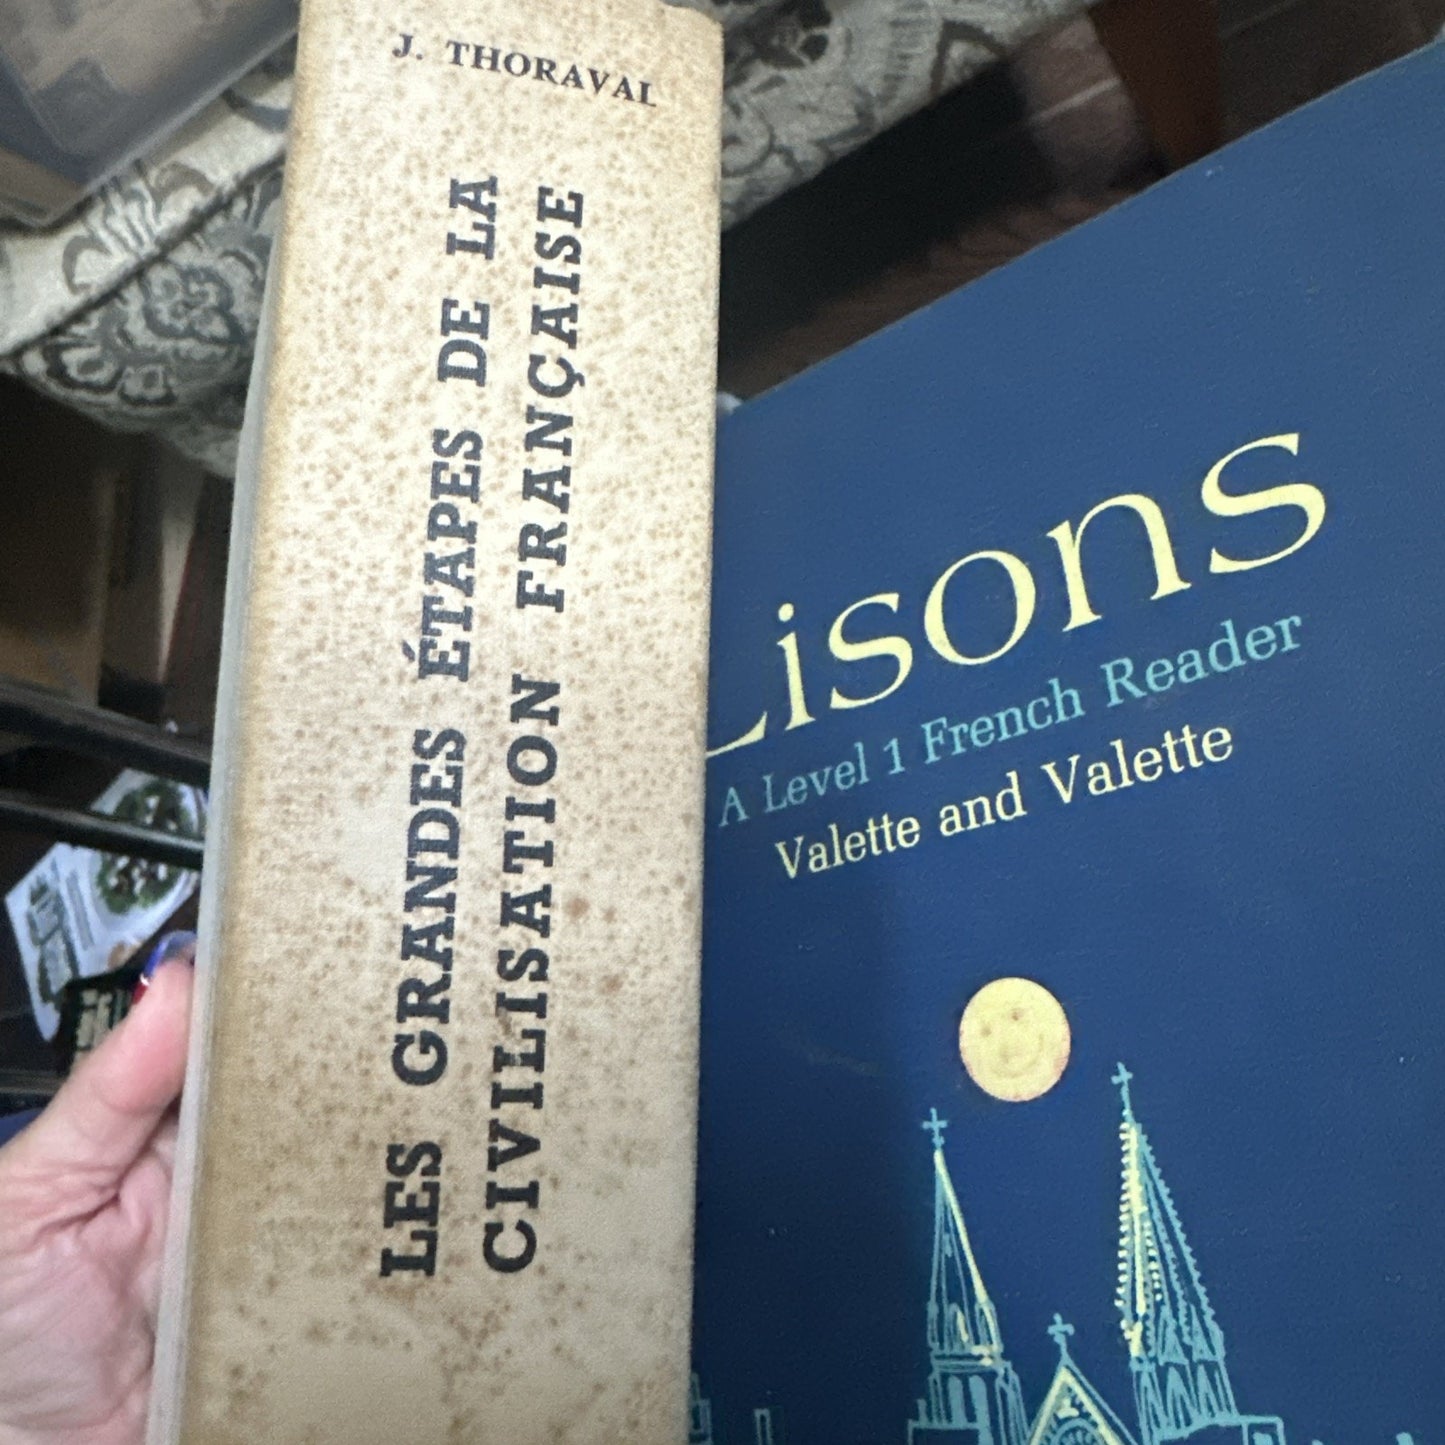 J. THORAVAL
LES GRANDES ÉTAPES DE LA
CIVILISATION FRANÇAISE
Lisons
A Level 1 French Reader
Valette and Valette